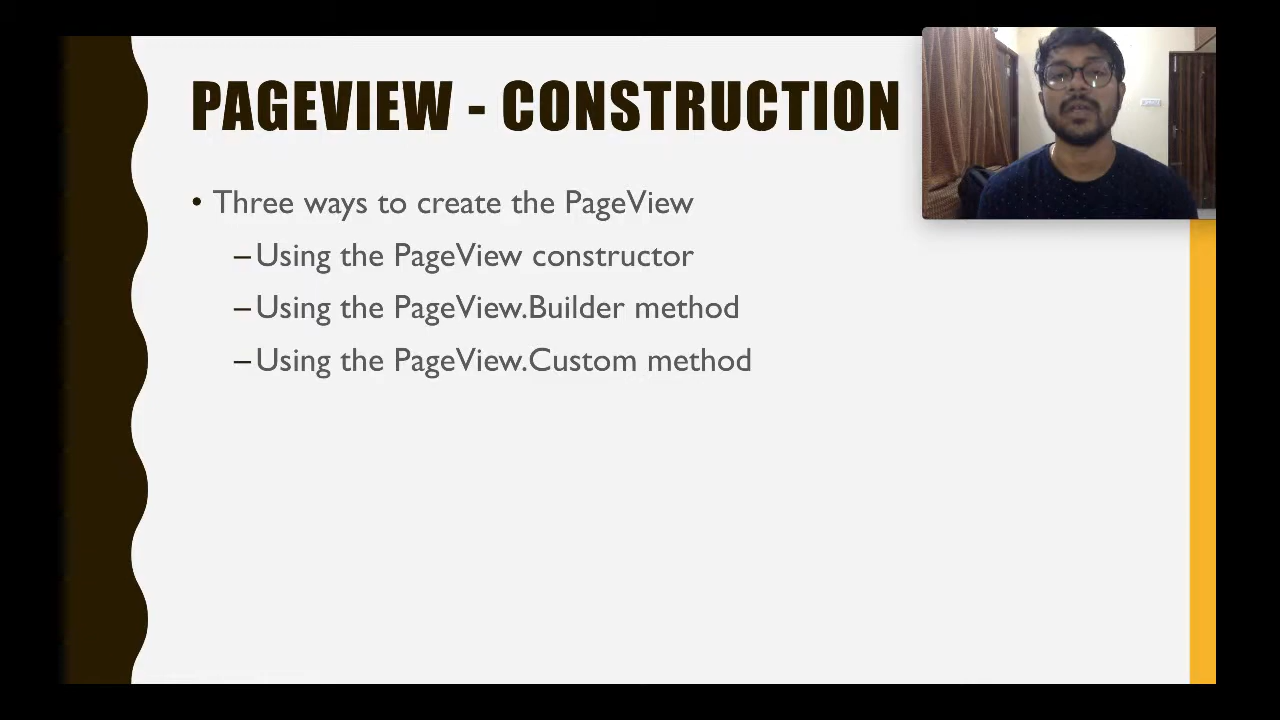 PAGEVIEW - CONSTRUCTION
• Three ways to create the PageView
–Using the PageView constructor
–Using the PageView.Builder method
–Using the PageView.Custom method